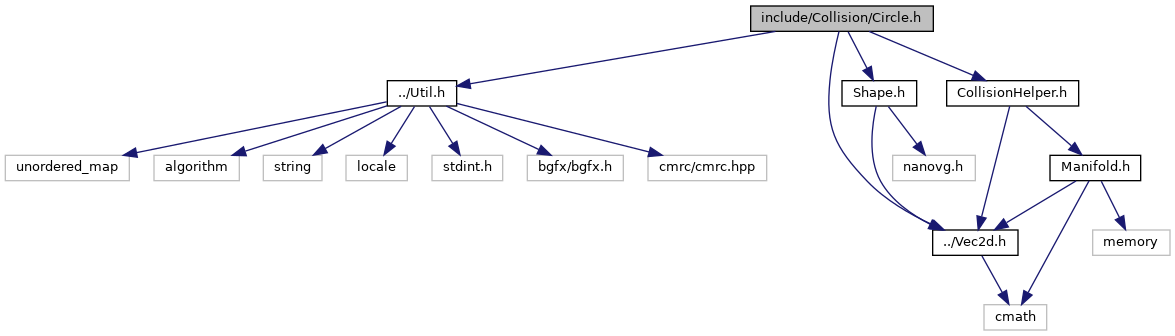 include/Collision/Circle.h
../Util.h
Shape.h
CollisionHelper.h
unordered_map
algorithm
string
locale
stdint.h
bgfx/bgfx.h
cmrc/cmrc.hpp
nanovg.h
Manifold.h
../Vec2d.h
memory
cmath